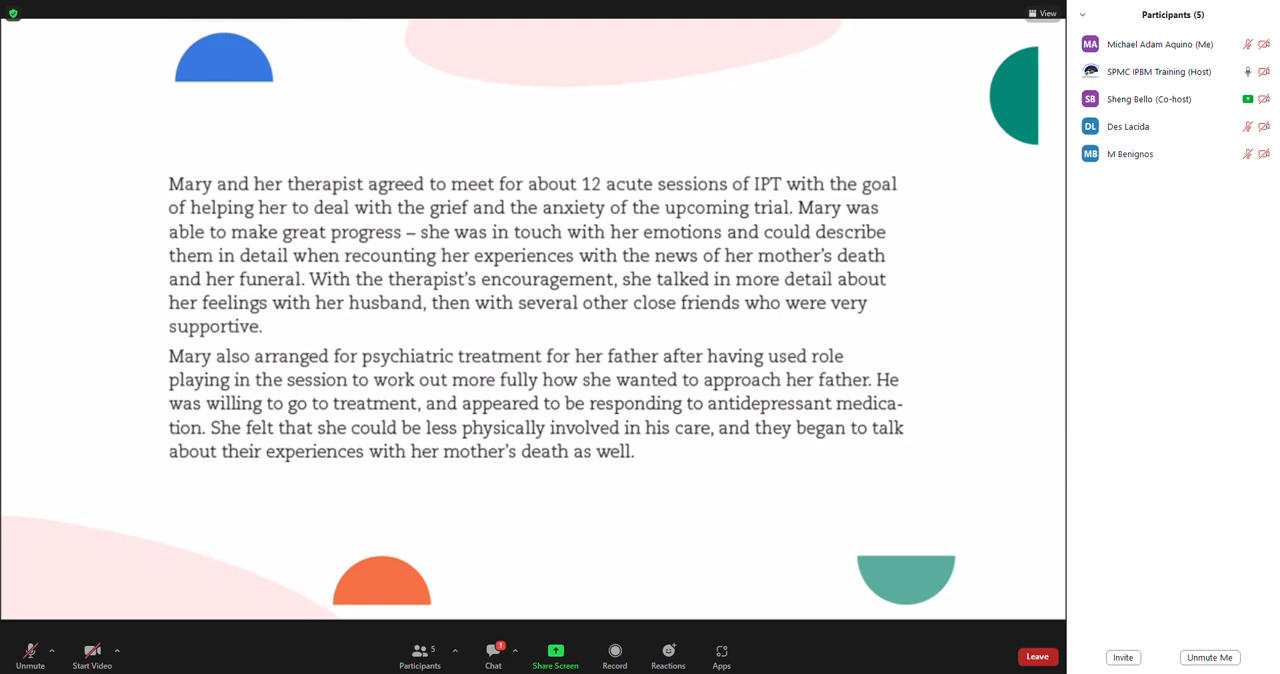 View
Mary and her therapist agreed to meet for about 12 acute sessions of IPT with the goal
of helping her to deal with the grief and the anxiety of the upcoming trial. Mary was
able to make great progress – she was in touch with her emotions and could describe
them in detail when recounting her experiences with the news of her mother's death
and her funeral. With the therapist's encouragement, she talked in more detail about
her feelings with her husband, then with several other close friends who were very
supportive.
Mary also arranged for psychiatric treatment for her father after having used role
playing in the session to work out more fully how she wanted to approach her father. He
was willing to go to treatment, and appeared to be responding to antidepressant medica-
tion. She felt that she could be less physically involved in his care, and they began to talk
about their experiences with her mother's death as well.
Participants (5)
MA Michael Adam Aquino (Me)
SPMC IPBM Training (Host)
SB Sheng Bello (Co-host)
DL Des Lacida
MB M Benignos
Unmute
Start Video
5
Participants
1
Chat
Share Screen
Record
Reactions
Apps
Leave
Invite
Unmute Me